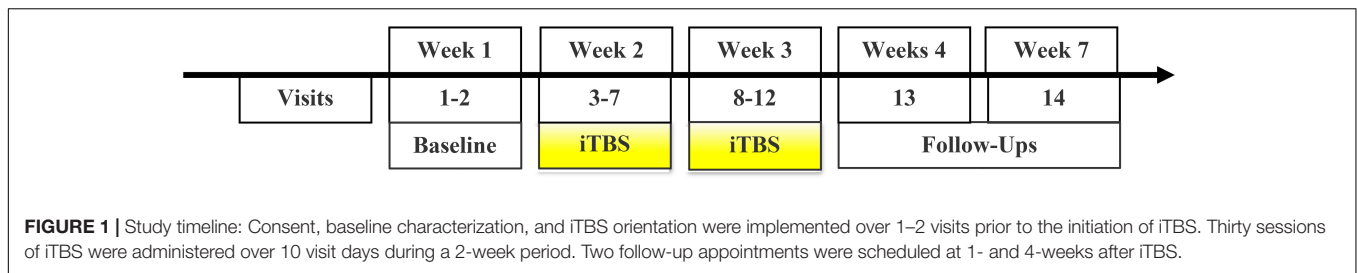 Week 1 Week 2 Week 3 Weeks 4 Week 7
Visits 1-2 3-7 8-12 13 14
Baseline iTBS iTBS Follow-Ups
FIGURE 1 | Study timeline: Consent, baseline characterization, and iTBS orientation were implemented over 1–2 visits prior to the initiation of iTBS. Thirty sessions
of iTBS were administered over 10 visit days during a 2-week period. Two follow-up appointments were scheduled at 1- and 4-weeks after iTBS.